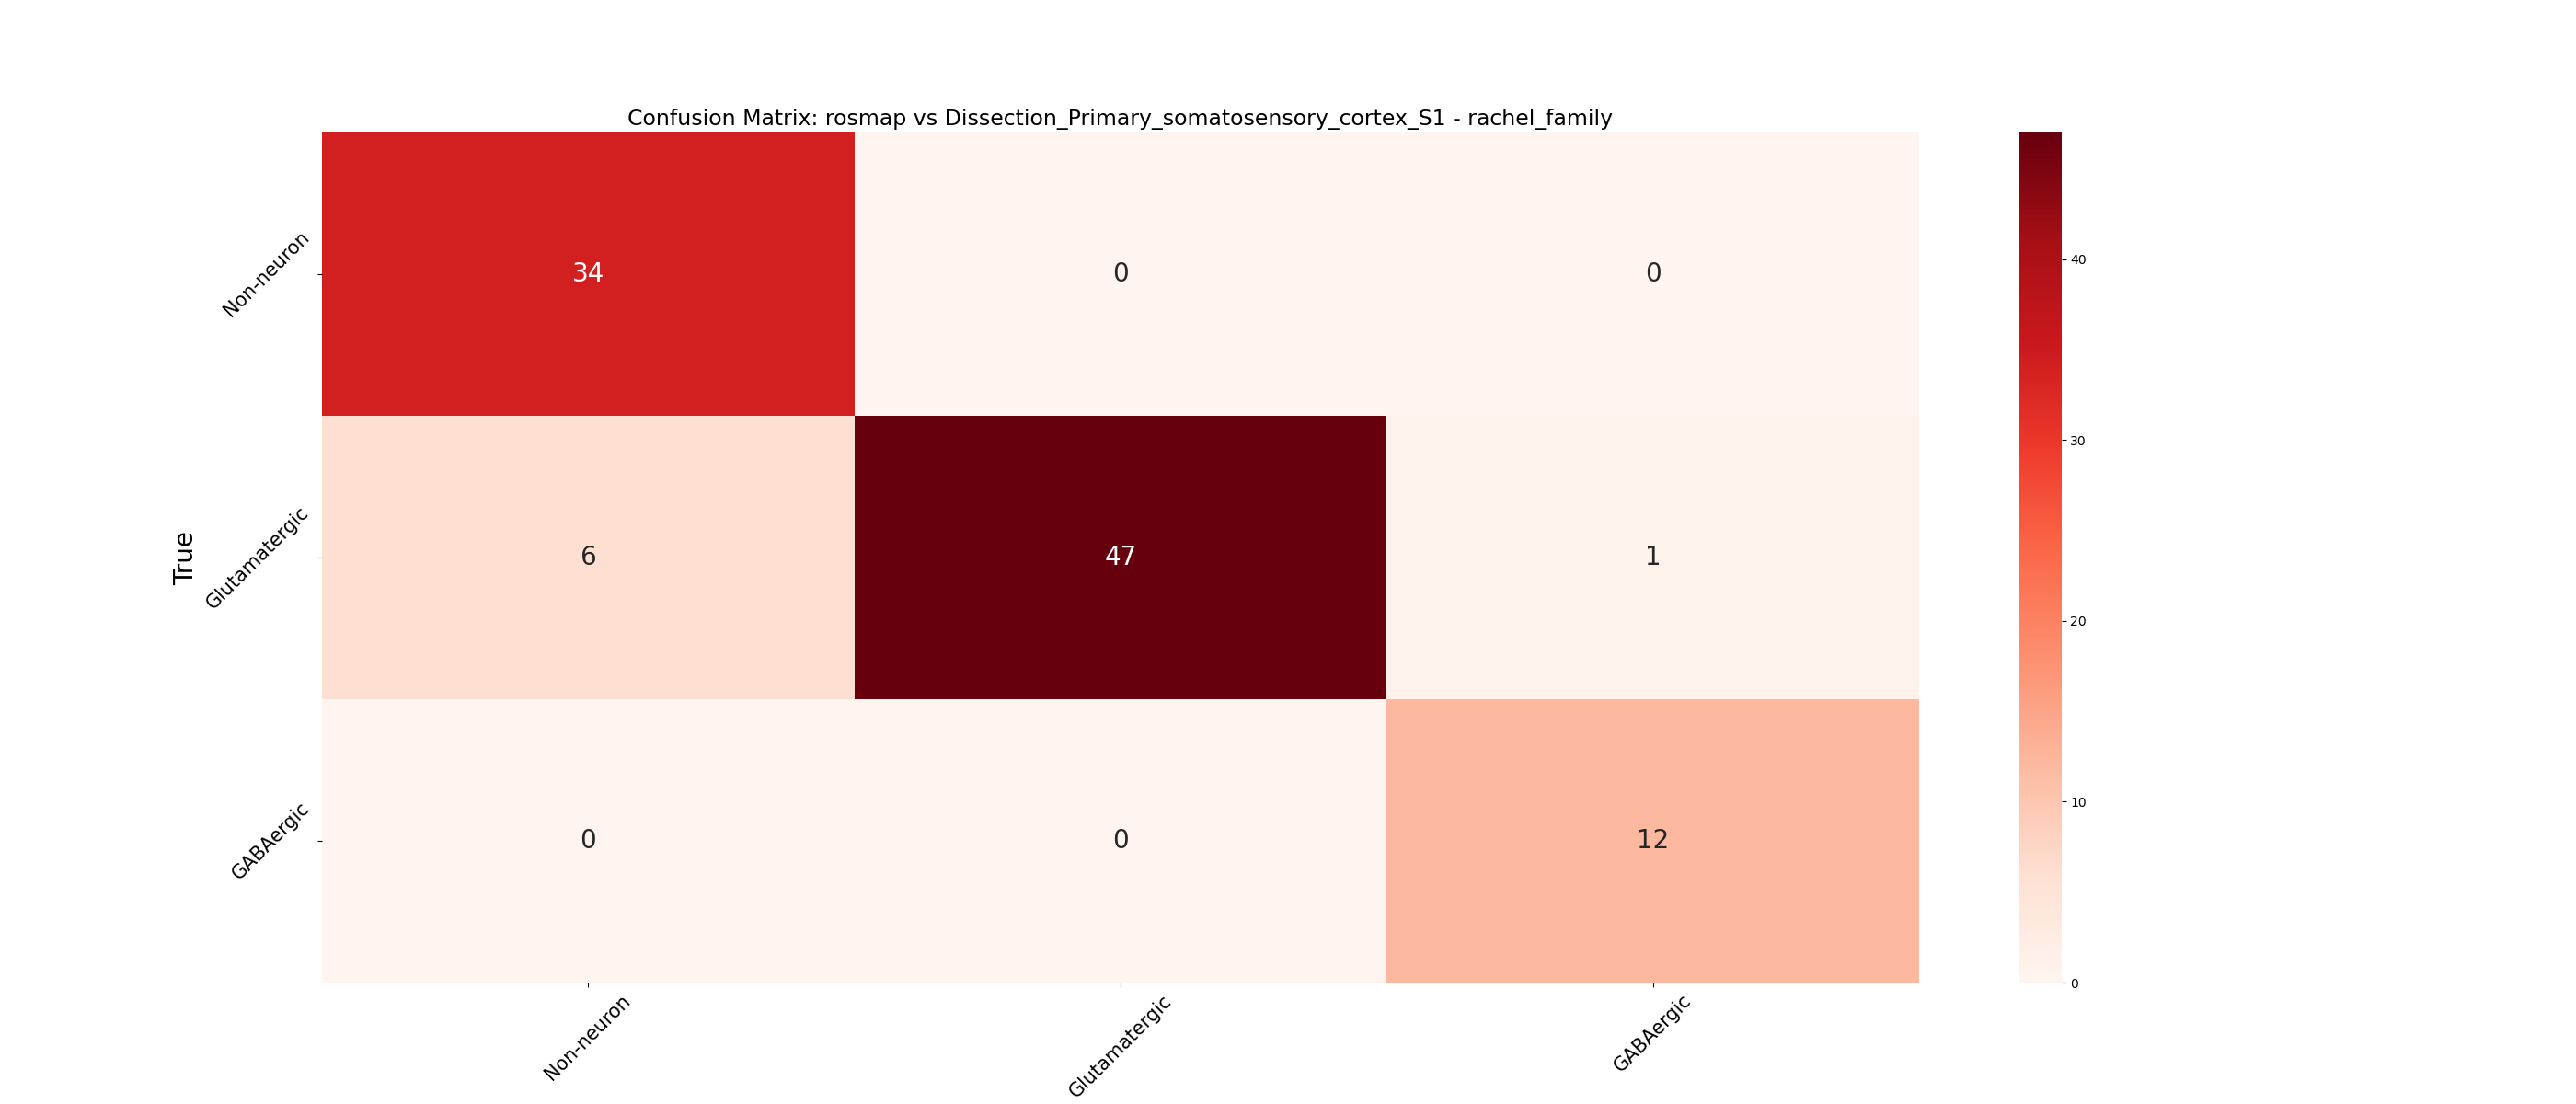 Confusion Matrix: rosmap vs Dissection_Primary_somatosensory_cortex_S1 - rachel_family
True
Non-neuron
34
0
0
Glutamatergic
6
47
1
GABAergic
0
0
12
Non-neuron
Glutamatergic
GABAergic
40
30
20
10
0